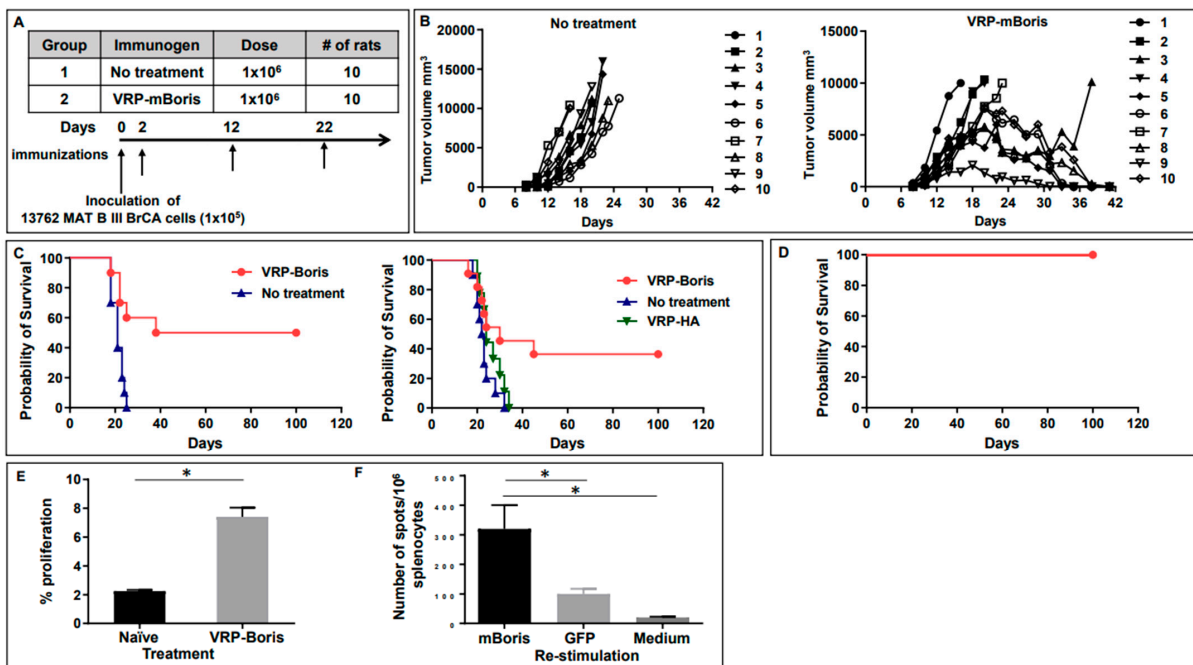 A
Group Immunogen Dose # of rats
1 No treatment 1x10⁶ 10
2 VRP-mBoris 1x10⁶ 10
Days 0 2 12 22
immunizations
Inoculation of
13762 MAT B III BrCA cells (1x10⁵)
B
No treatment
Tumor volume mm³
20000
15000
10000
5000
0
0 6 12 18 24 30 36 42
Days
1
2
3
4
5
6
7
8
9
10
VRP-mBoris
Tumor volume mm³
15000
10000
5000
0
0 6 12 18 24 30 36 42
Days
1
2
3
4
5
6
7
8
9
10
C
Probability of Survival
100
80
60
40
20
0
0 20 40 60 80 100 120
Days
VRP-Boris
No treatment
Probability of Survival
100
80
60
40
20
0
0 20 40 60 80 100 120
Days
VRP-Boris
No treatment
VRP-HA
D
Probability of Survival
100
80
60
40
20
0
0 20 40 60 80 100 120
Days
E
% proliferation
10
8
6
4
2
0
*
Naïve VRP-Boris
Treatment
F
Number of spots/10⁶
splenocytes
500
400
300
200
100
0
*
*
mBoris GFP Medium
Re-stimulation